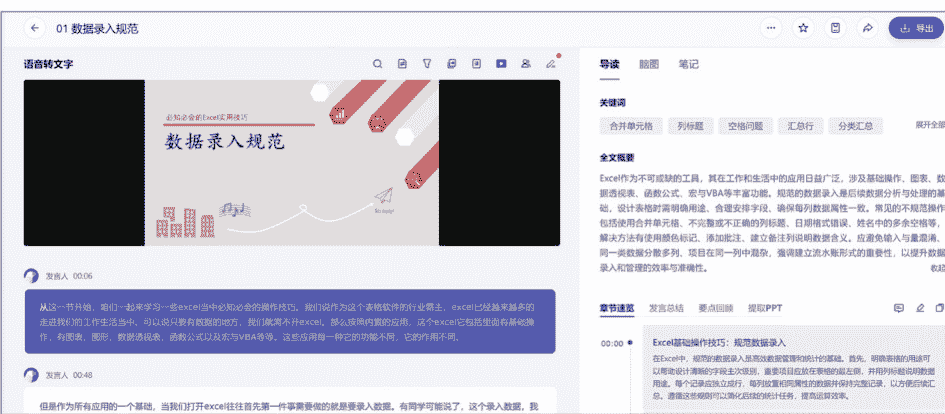 01 数据录入规范
导出
语音转文字
必知必会的Excel实用技巧
数据录入规范
So easy!
发言人 00:06
从这一节开始，咱们一起来学习一些excel当中必知必会的操作技巧。我们说作为这个表格软件的行业霸主，excel已经越来越多的
走进我们的工作生活当中，可以说只要有数据的地方，我们就离不开excel。那么按照内置的应用，这个excel它包括里面有基础操
作，有图表、图形，数据透视表，函数公式以及宏与VBA等等。这些应用每一种它的功能不同，它的作用不同。
发言人 00:48
但是作为所有应用的一个基础，当我们打开excel往往首先第一件事需要做的就是要录入数据。有同学可能说了，这个录入数据，我
导读 脑图 笔记
关键词
合并单元格 列标题 空格问题 汇总行 分类汇总 展开全部
全文概要
Excel作为不可或缺的工具，其在工作和生活中的应用日益广泛，涉及基础操作、图表、数
据透视表、函数公式、宏与VBA等丰富功能。规范的数据录入是后续数据分析与处理的基
础，设计表格时需明确用途、合理安排字段、确保每列数据属性一致。常见的不规范操作
包括使用合并单元格、不完整或不正确的列标题、日期格式错误、姓名中的多余空格等，
解决方法有使用颜色标记、添加批注、建立备注列说明数据含义。应避免输入与量混淆、
同一类数据分散多列、项目在同一列中混杂，强调建立流水账形式的重要性，以提升数据
录入和管理的效率与准确性。
收起
章节速览 发言总结 要点回顾 提取PPT
00:00 Excel基础操作技巧：规范数据录入
在Excel中，规范的数据录入是高效数据管理和统计的基础。首先，明确表格的用途可
以帮助设计清晰的字段主次级别，重要项目应放在表格的最左侧，并用列标题说明数据
用途。每个记录应独立成行，每列放置相同属性的数据并保持完整记录，以方便后续汇
总。遵循这些规则可以简化后续的统计任务，提高运算效率。